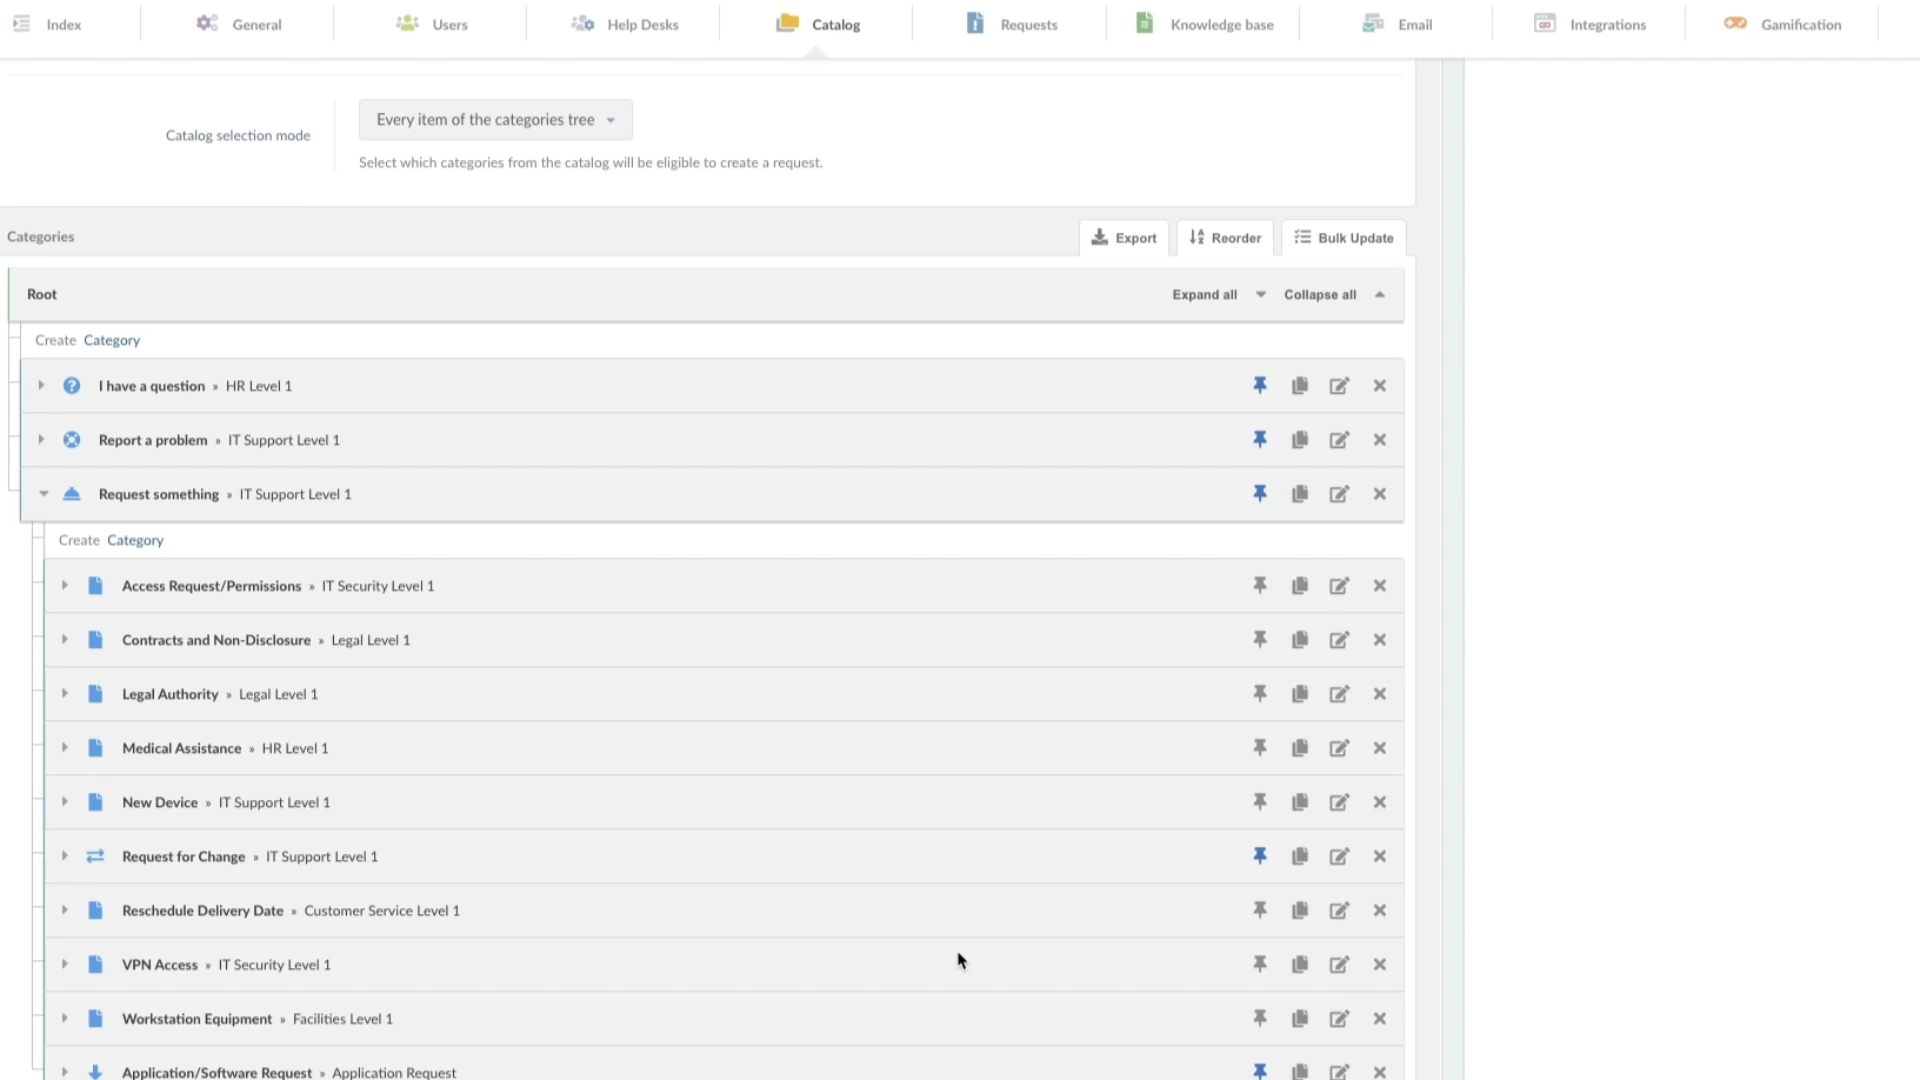 Index General Users Help Desks Catalog Requests Knowledge base Email Integrations Gamification
Catalog selection mode
Every item of the categories tree
Select which categories from the catalog will be eligible to create a request.
Categories
Export Reorder Bulk Update
Root Expand all Collapse all
Create Category
I have a question » HR Level 1
Report a problem » IT Support Level 1
Request something » IT Support Level 1
Create Category
Access Request/Permissions » IT Security Level 1
Contracts and Non-Disclosure » Legal Level 1
Legal Authority » Legal Level 1
Medical Assistance » HR Level 1
New Device » IT Support Level 1
Request for Change » IT Support Level 1
Reschedule Delivery Date » Customer Service Level 1
VPN Access » IT Security Level 1
Workstation Equipment » Facilities Level 1
Application/Software Request » Application Request